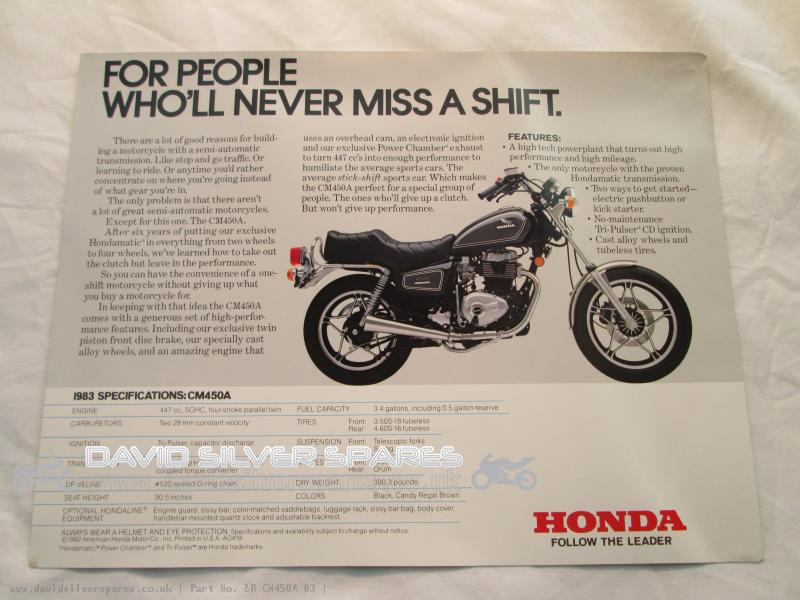 FOR PEOPLE
WHO'LL NEVER MISS A SHIFT.
There are a lot of good reasons for build-
ing a motorcycle with a semi-automatic
transmission. Like stop and go traffic. Or
learning to ride. Or anytime you'd rather
concentrate on where you're going instead
of what gear you're in.
The only problem is that there aren't
a lot of great semi-automatic motorcycles.
Except for this one. The CM450A.
After six years of putting our exclusive
Hondamatic™ in everything from two wheels
to four wheels, we've learned how to take out
the clutch but leave in the performance.
So you can have the convenience of a one-
shift motorcycle without giving up what
you buy a motorcycle for.
In keeping with that idea the CM450A
comes with a generous set of high-perfor-
mance features. Including our exclusive twin
piston front disc brake, our specially cast
alloy wheels, and an amazing engine that
uses an overhead cam, an electronic ignition
and our exclusive Power Chamber™ exhaust
to turn 447 cc's into enough performance to
humiliate the average sports cars. The
average stick-shift sports car. Which makes
the CM450A perfect for a special group of
people. The ones who'll give up a clutch.
But won't give up performance.
FEATURES:
• A high tech powerplant that turns out high
performance and high mileage.
• The only motorcycle with the proven
Hondamatic transmission.
• Two ways to get started—
electric pushbutton or
kick starter.
• No-maintenance
Tri-Pulser™ CD ignition.
• Cast alloy wheels and
tubeless tires.
HONDA
1983 SPECIFICATIONS: CM450A
ENGINE 447 cc, SOHC, four-stroke parallel twin
CARBURETORS Two 28 mm constant velocity
IGNITION Tri-Pulser, capacitor discharge
coupled torque converter
#530 sealed O-ring chain
SEAT HEIGHT 30.5 inches
OPTIONAL HONDALINE™ EQUIPMENT Engine guard, sissy bar, color-matched saddlebags, luggage rack, sissy bar bag, body cover,
handlebar-mounted quartz clock and adjustable backrest.
FUEL CAPACITY 3.4 gallons, including 0.5 gallon reserve
TIRES Front: 3.50S-18 tubeless
Rear: 4.60S-16 tubeless
SUSPENSION Front: Telescopic forks
Rear: Drum
DRY WEIGHT 390.3 pounds
COLORS Black, Candy Regal Brown
ALWAYS WEAR A HELMET AND EYE PROTECTION. Specifications and availability subject to change without notice.
©1982 American Honda Motor Co., Inc. Printed in U.S.A. A0419
"Hondamatic," Power Chamber™ and Tri-Pulser™ are Honda trademarks.
HONDA
FOLLOW THE LEADER
DAVID SILVER SPARES
www.davidsilverspares.co.uk
www.davidsilverspares.co.uk | Part No. BR CM450A 83 |